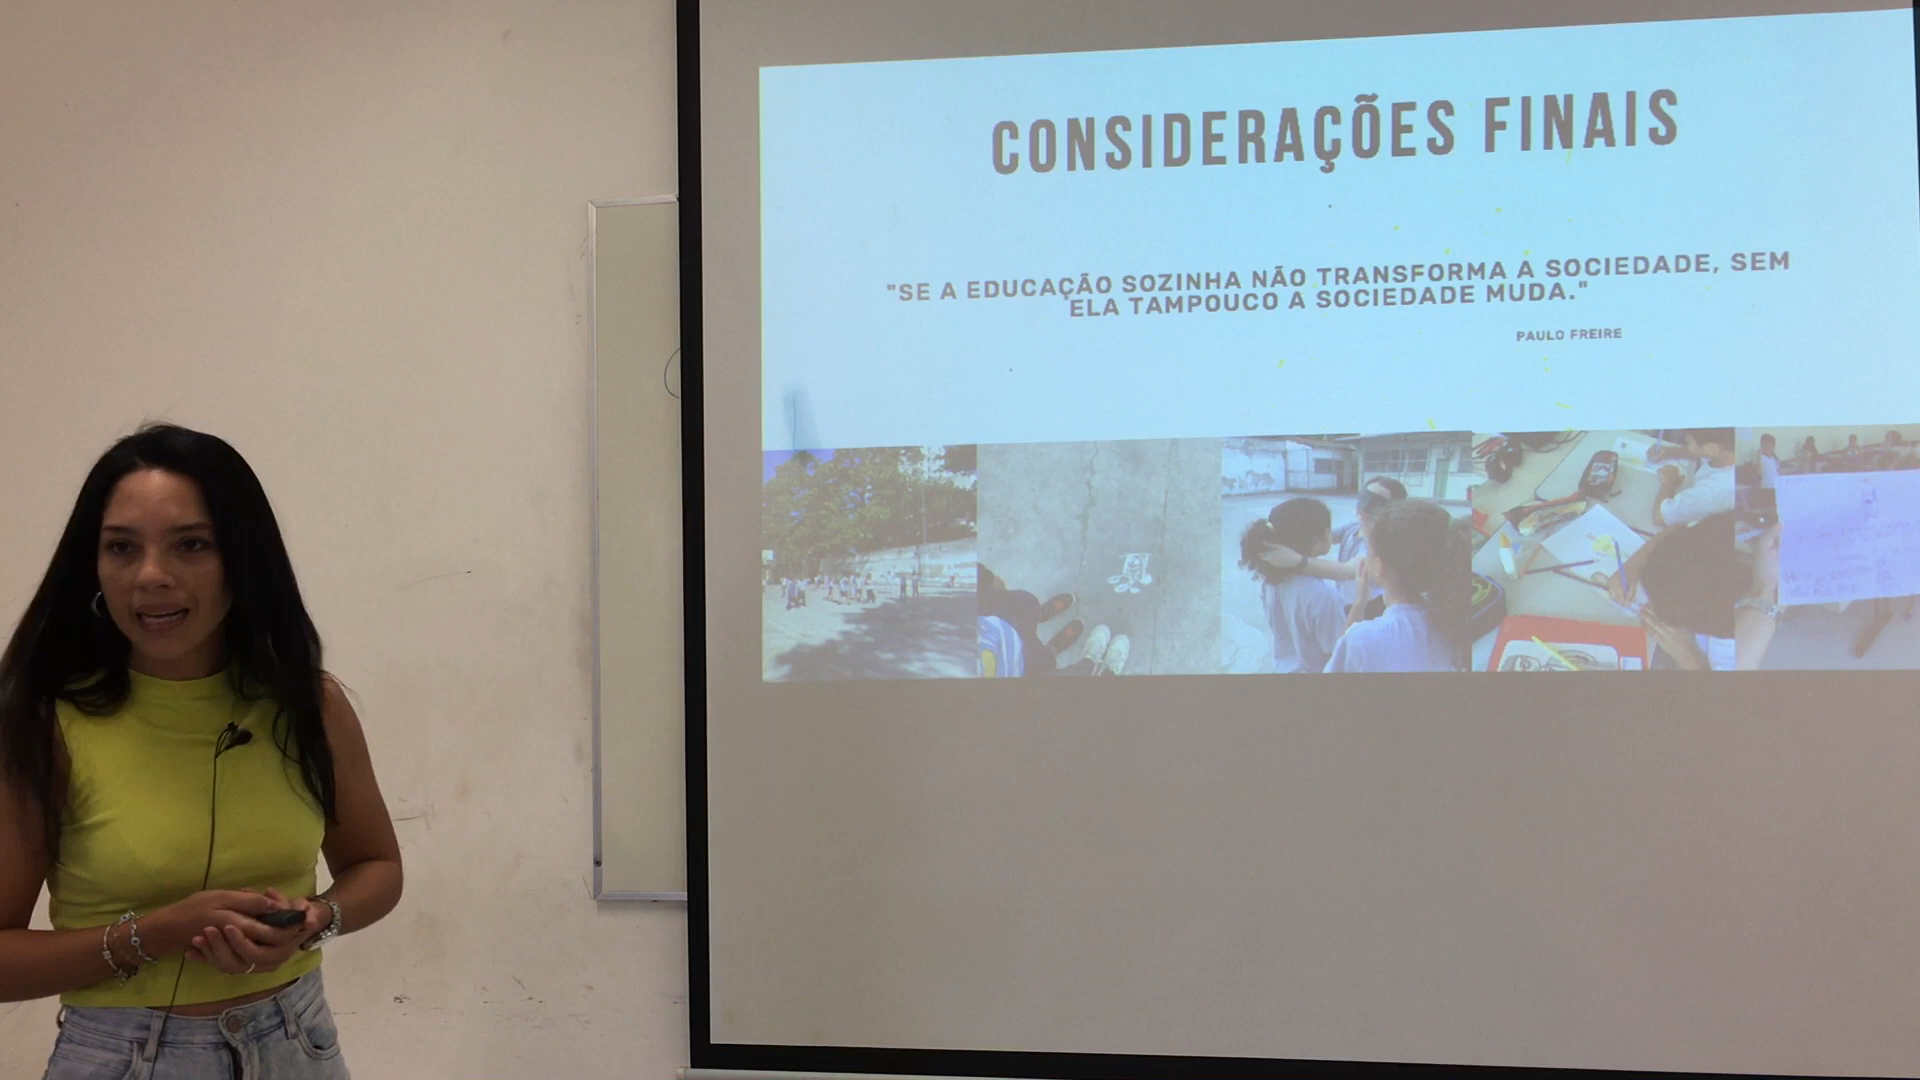 CONSIDERAÇÕES FINAIS
"SE A EDUCAÇÃO SOZINHA NÃO TRANSFORMA A SOCIEDADE, SEM
ELA TAMPOUCO A SOCIEDADE MUDA."
PAULO FREIRE